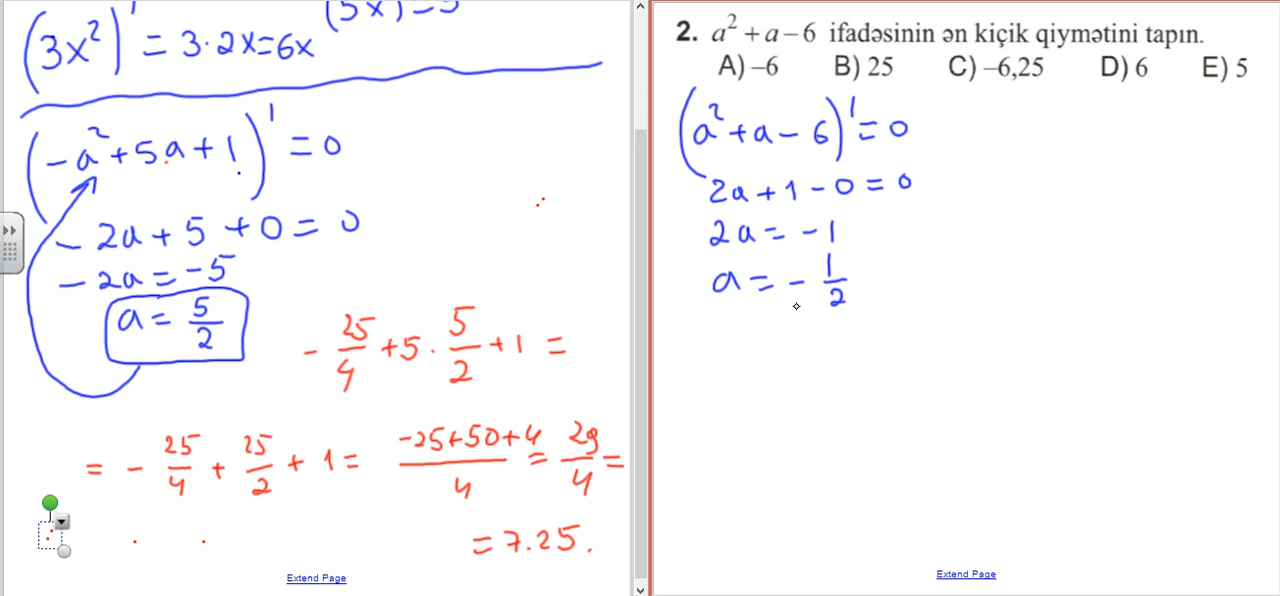 (5x)
(3x²)' = 3·2x=6x
(-a²+5a+1)' = 0
- 2a + 5 + 0 = 0
- 2a = -5
a = 5/2
- 25/4 + 5 · 5/2 + 1 =
= - 25/4 + 25/2 + 1 = (-25+50+4)/4 = 29/4 =
= 7.25.
Extend Page
2. a² + a – 6 ifadəsinin ən kiçik qiymətini tapın.
A) –6 B) 25 C) –6,25 D) 6 E) 5
(a² + a - 6)' = 0
2a + 1 - 0 = 0
2a = - 1
a = - 1/2
Extend Page